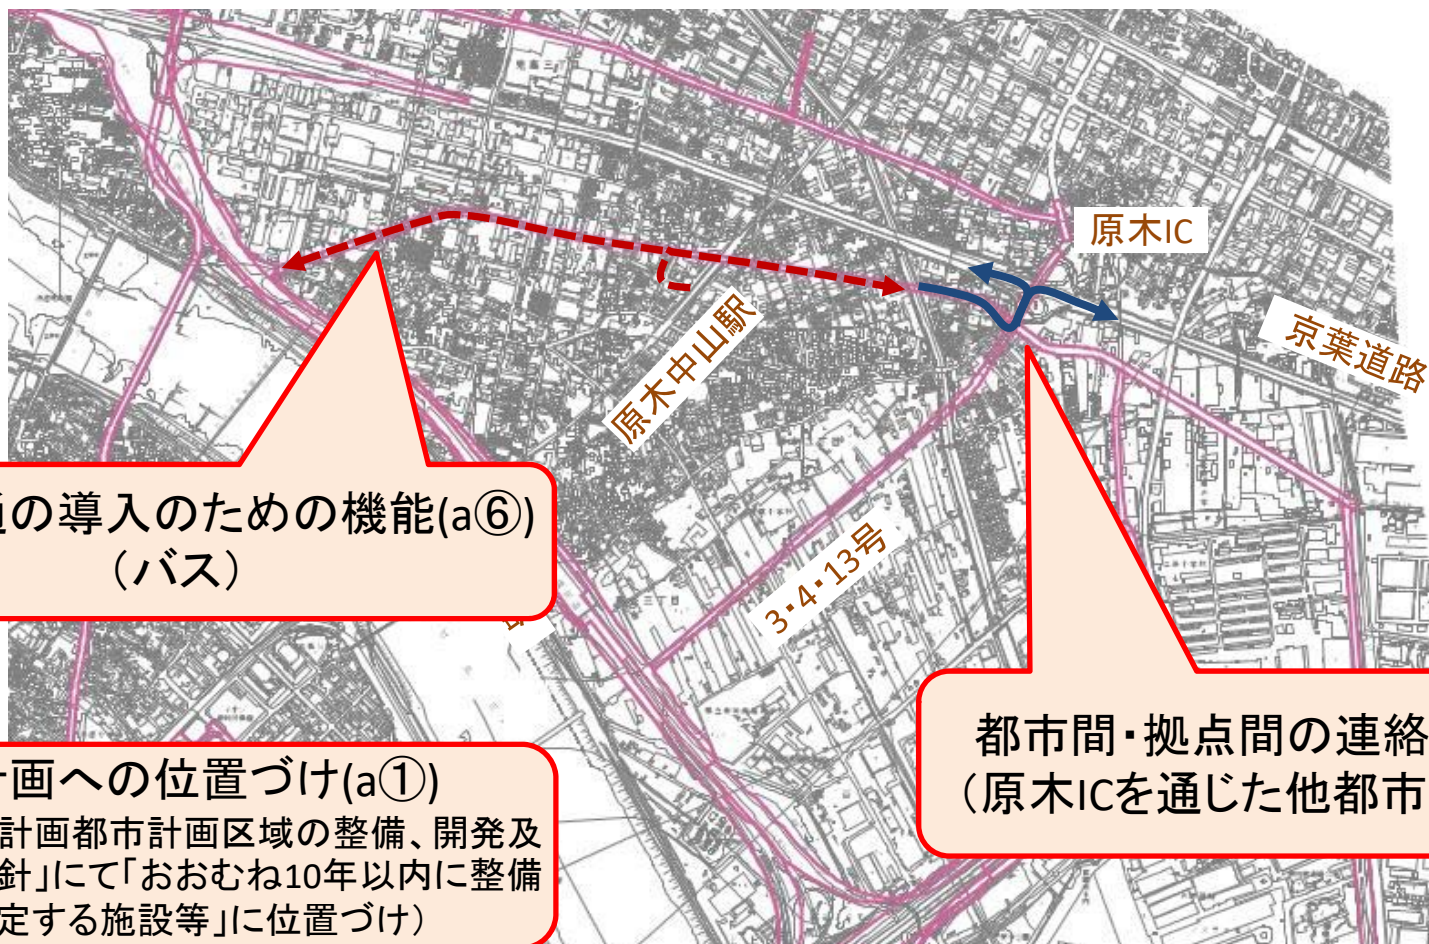 原木IC
京葉道路
原木中山駅
の導入のための機能(a⑥)
（バス）
3・4・13号
三丁目
都市間・拠点間の連絡
（原木ICを通じた他都市
画への位置づけ(a①)
計画都市計画区域の整備、開発及
針」にて「おおむね10年以内に整備
定する施設等」に位置づけ）